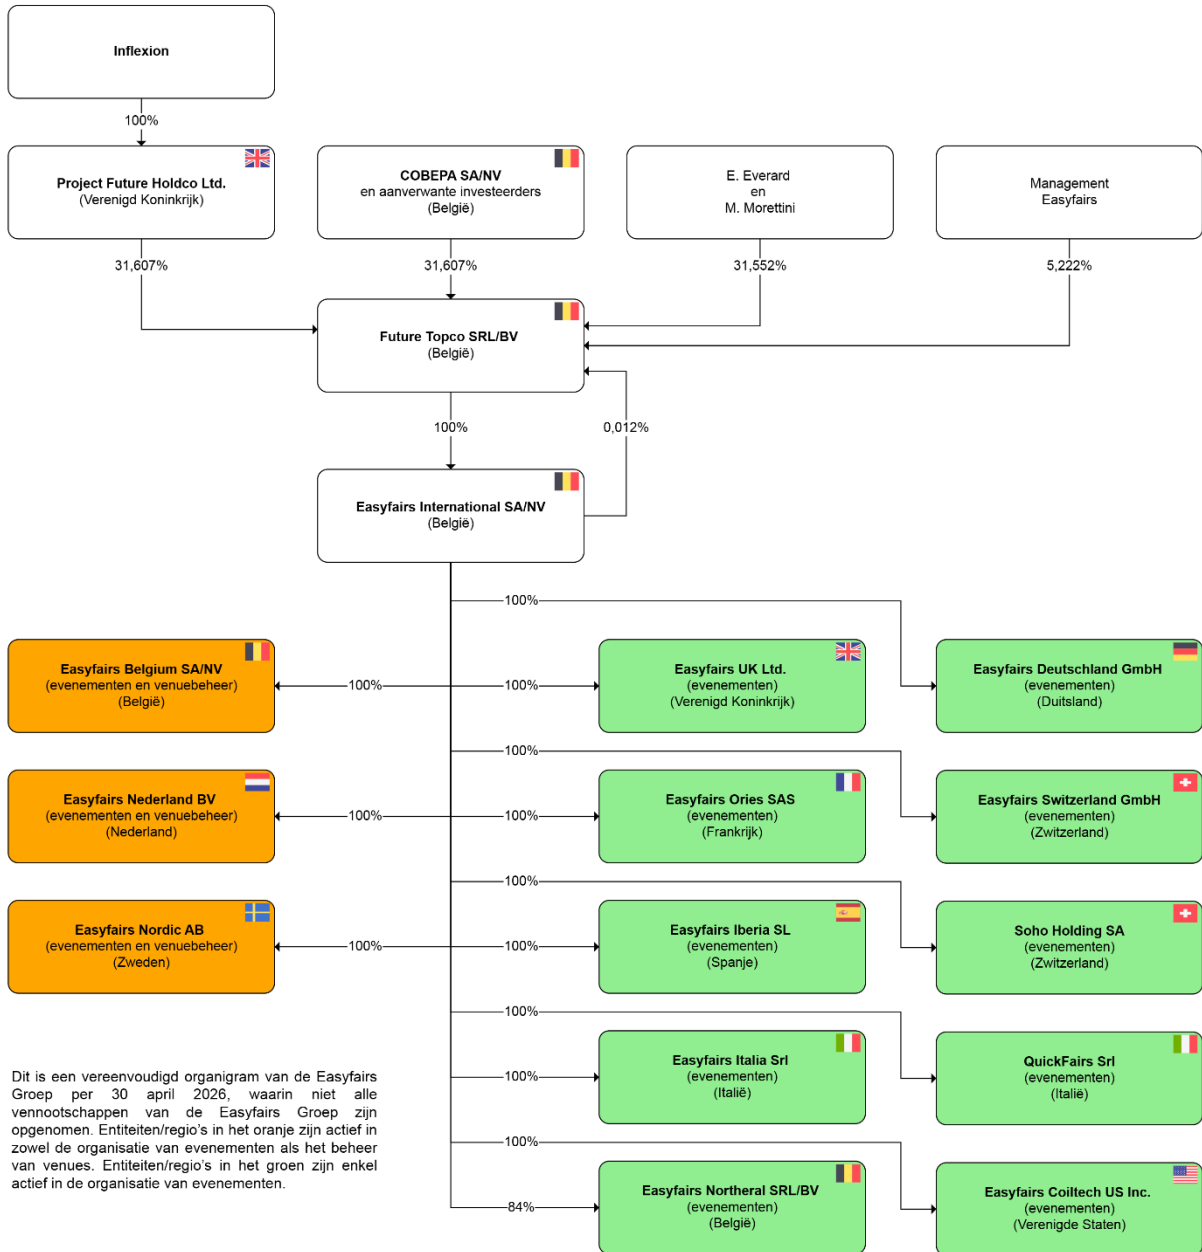 Inflexion
100%
Project Future Holdco Ltd.
(Verenigd Koninkrijk)
COBEPA SA/NV
en aanverwante investeerders
(België)
E. Everard
en
M. Morettini
Management
Easyfairs
31,607%
31,607%
31,552%
5,222%
Future Topco SRL/BV
(België)
100%
0,012%
Easyfairs International SA/NV
(België)
100%
Easyfairs Belgium SA/NV
(evenementen en venuebeheer)
(België)
100%
100%
Easyfairs UK Ltd.
(evenementen)
(Verenigd Koninkrijk)
Easyfairs Deutschland GmbH
(evenementen)
(Duitsland)
100%
Easyfairs Nederland BV
(evenementen en venuebeheer)
(Nederland)
100%
100%
Easyfairs Ories SAS
(evenementen)
(Frankrijk)
Easyfairs Switzerland GmbH
(evenementen)
(Zwitzerland)
100%
Easyfairs Nordic AB
(evenementen en venuebeheer)
(Zweden)
100%
100%
Easyfairs Iberia SL
(evenementen)
(Spanje)
Soho Holding SA
(evenementen)
(Zwitzerland)
100%
100%
Easyfairs Italia Srl
(evenementen)
(Italië)
QuickFairs Srl
(evenementen)
(Italië)
Dit is een vereenvoudigd organigram van de Easyfairs
Groep per 30 april 2026, waarin niet alle
vennootschappen van de Easyfairs Groep zijn
opgenomen. Entiteiten/regio's in het oranje zijn actief in
zowel de organisatie van evenementen als het beheer
van venues. Entiteiten/regio's in het groen zijn enkel
actief in de organisatie van evenementen.
100%
84%
Easyfairs Northeral SRL/BV
(evenementen)
(België)
Easyfairs Coiltech US Inc.
(evenementen)
(Verenigde Staten)